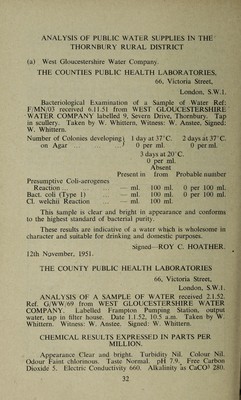 ANALYSIS OF PUBLIC WATER SUPPLIES IN THE
THORNBURY RURAL DISTRICT
(a) West Gloucestershire Water Company.
THE COUNTIES PUBLIC HEALTH LABORATORIES,
66, Victoria Street,
London, S.W.1.
Bacteriological Examination of a Sample of Water Ref:
F/MN/03 received 6.11.51 from WEST GLOUCESTERSHIRE
WATER COMPANY labelled 9, Severn Drive, Thornbury. Tap
in scullery. Taken by W. Whittern, Witness: W. Anstee, Signed:
W. Whittern.
Number of Colonies developing } 1 day at 37°C. 2 days at 37°C.
on Agar } 0 per ml. 0 per ml.
3 days at 20°C.
0 per ml.
Absent
Present in from Probable number
Presumptive Coli-aerogenes
Reaction — ml. 100 ml. 0 per 100 ml.
Bact. coli (Type 1) — ml. 100 ml. 0 per 100 ml.
Cl. welchii Reaction — ml. 100 ml.
This sample is clear and bright in appearance and conforms
to the highest standard of bacterial purity.
These results are indicative of a water which is wholesome in
character and suitable for drinking and domestic purposes.
Signed—ROY C. HOATHER.
12th November, 1951.
THE COUNTY PUBLIC HEALTH LABORATORIES
66, Victoria Street,
London, S.W.1.
ANALYSIS OF A SAMPLE OF WATER received 2.1.52.
Ref. G/WW/69 from WEST GLOUCESTERSHIRE WATER
COMPANY. Labelled Frampton Pumping Station, output
water, tap in filter house. Date 1.1.52, 10.5 a.m. Taken by W.
Whittern. Witness: W. Anstee. Signed: W. Whittern.
CHEMICAL RESULTS EXPRESSED IN PARTS PER
MILLION.
Appearance Clear and bright. Turbidity Nil. Colour Nil.
Odour Faint chlorinous. Taste Normal. pH 7.9. Free Carbon
Dioxide 5. Electric Conductivity 660. Alkalinity as CaCO³ 280.
32